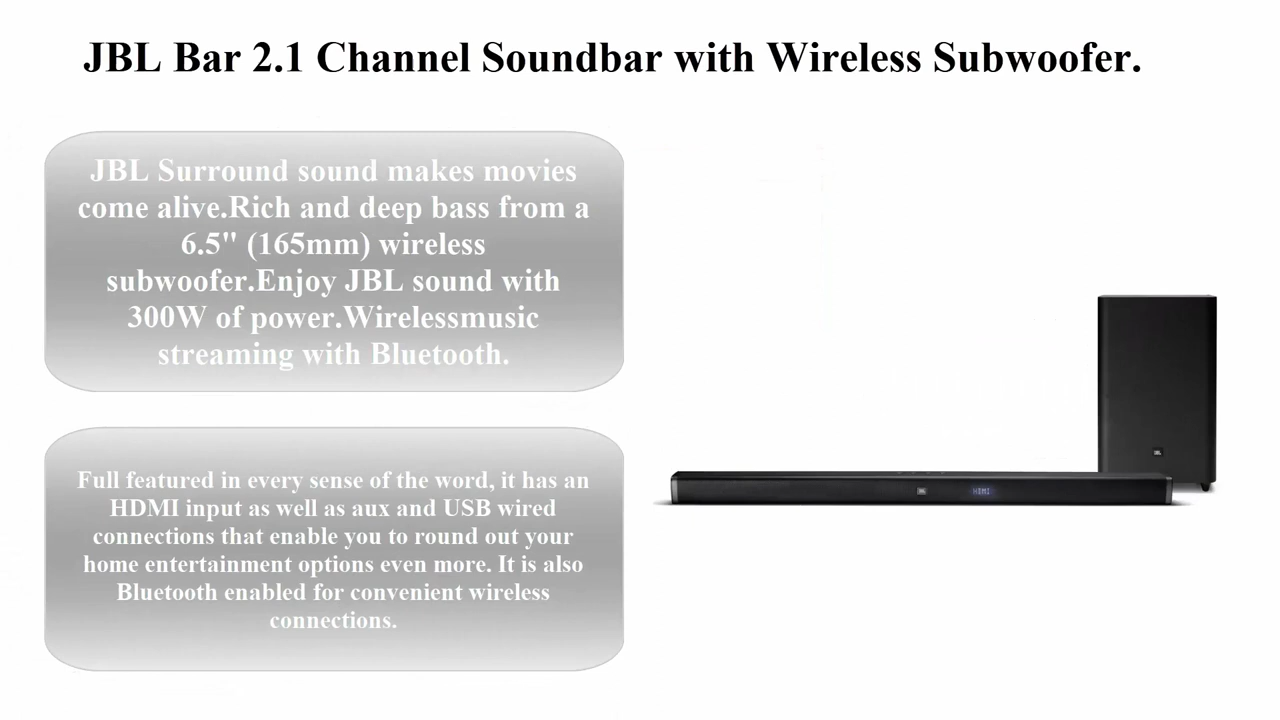 JBL Bar 2.1 Channel Soundbar with Wireless Subwoofer.
JBL Surround sound makes movies
come alive.Rich and deep bass from a
6.5" (165mm) wireless
subwoofer.Enjoy JBL sound with
300W of power.Wirelessmusic
streaming with Bluetooth.
Full featured in every sense of the word, it has an
HDMI input as well as aux and USB wired
connections that enable you to round out your
home entertainment options even more. It is also
Bluetooth enabled for convenient wireless
connections.
JBL
JBL
HDMI